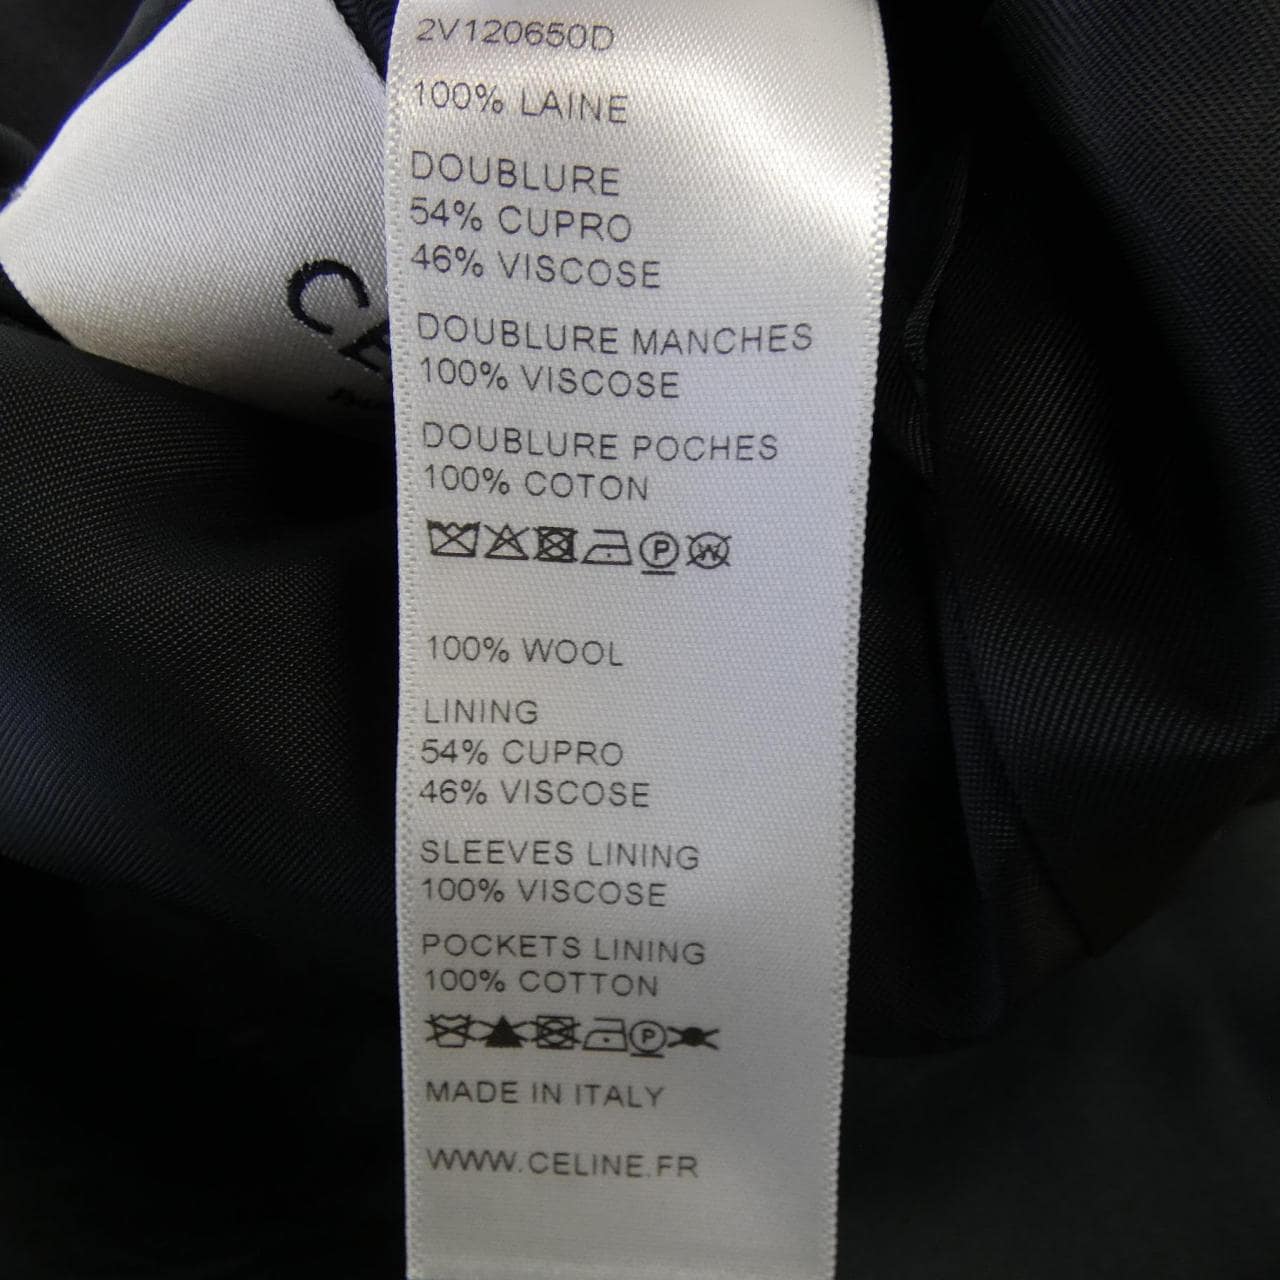 2V120650D
100% LAINE
DOUBLURE
54% CUPRO
46% VISCOSE
DOUBLURE MANCHES
100% VISCOSE
DOUBLURE POCHES
100% COTON
P W
100% WOOL
LINING
54% CUPRO
46% VISCOSE
SLEEVES LINING
100% VISCOSE
POCKETS LINING
100% COTTON
P
MADE IN ITALY
WWW.CELINE.FR
CE